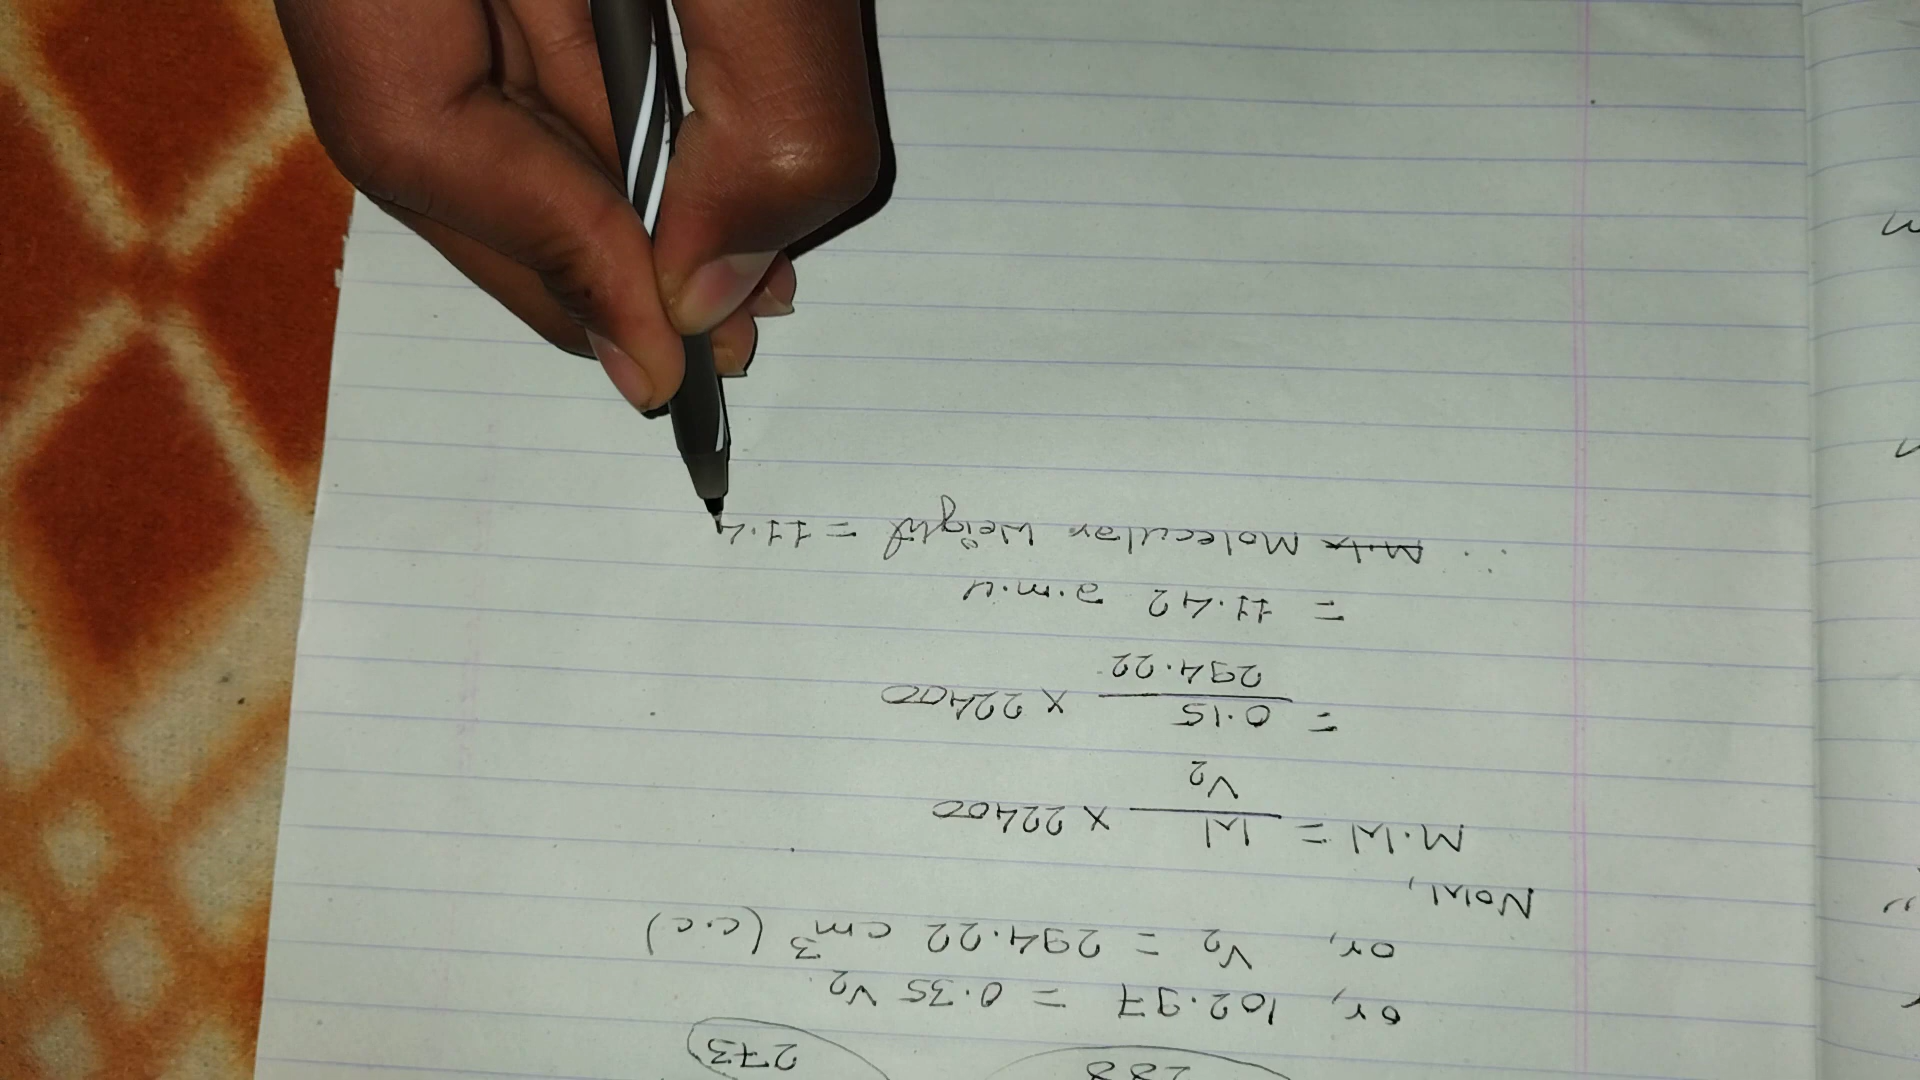 288 273
or, 102.97 = 0.35 V₂
or, V₂ = 294.22 cm³ (c.c)
Now,
M.W = W / V₂ × 22400
= 0.15 / 294.22 × 22400
= 11.42 a.m.u
∴ Molecular Weight = 11.4